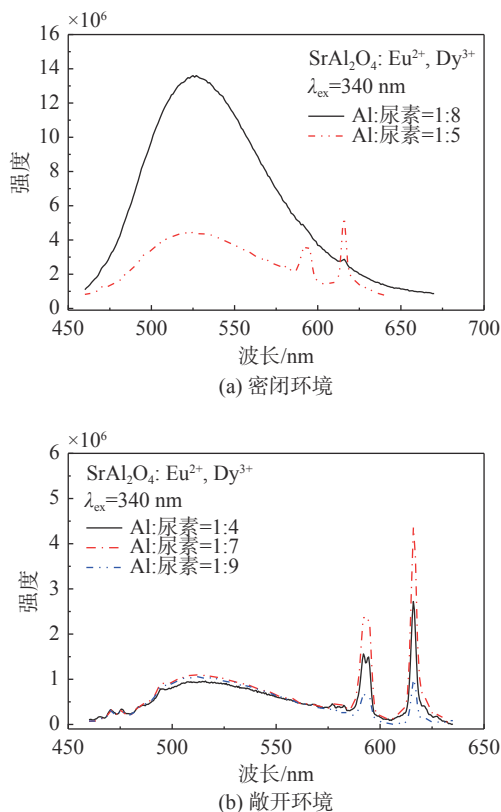 ×10⁶
SrAl₂O₄: Eu²⁺, Dy³⁺
λex=340 nm
Al:尿素=1:8
Al:尿素=1:5
16
14
12
10
8
6
4
2
0
强度
450 500 550 600 650 700
波长/nm
(a) 密闭环境
×10⁶
SrAl₂O₄: Eu²⁺, Dy³⁺
λex=340 nm
Al:尿素=1:4
Al:尿素=1:7
Al:尿素=1:9
6
5
4
3
2
1
0
强度
450 500 550 600 650
波长/nm
(b) 敞开环境